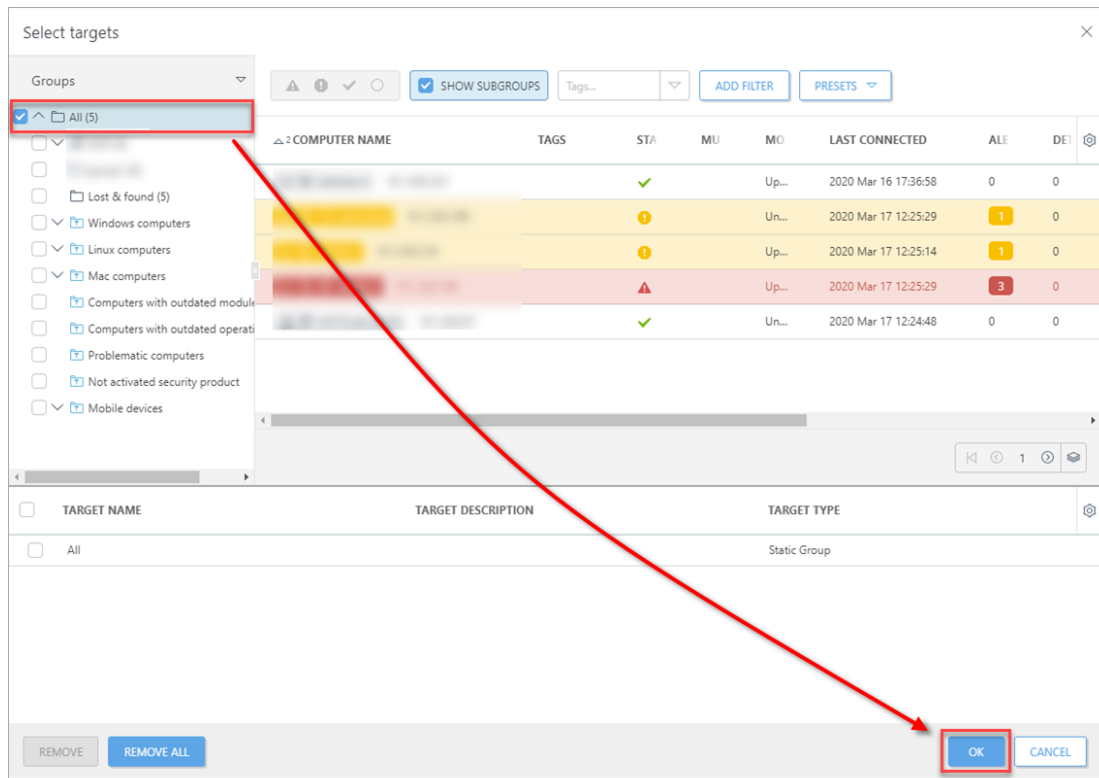 Select targets
Groups
SHOW SUBGROUPS Tags... ADD FILTER PRESETS
All (5)
Lost & found (5)
Windows computers
Linux computers
Mac computers
Computers with outdated module
Computers with outdated operati
Problematic computers
Not activated security product
Mobile devices
2 COMPUTER NAME TAGS STA MU MO LAST CONNECTED ALE DET
Up... 2020 Mar 16 17:36:58 0 0
Un... 2020 Mar 17 12:25:29 1 0
Up... 2020 Mar 17 12:25:14 1 0
Up... 2020 Mar 17 12:25:29 3 0
Un... 2020 Mar 17 12:24:48 0 0
1
TARGET NAME TARGET DESCRIPTION TARGET TYPE
All Static Group
REMOVE REMOVE ALL OK CANCEL